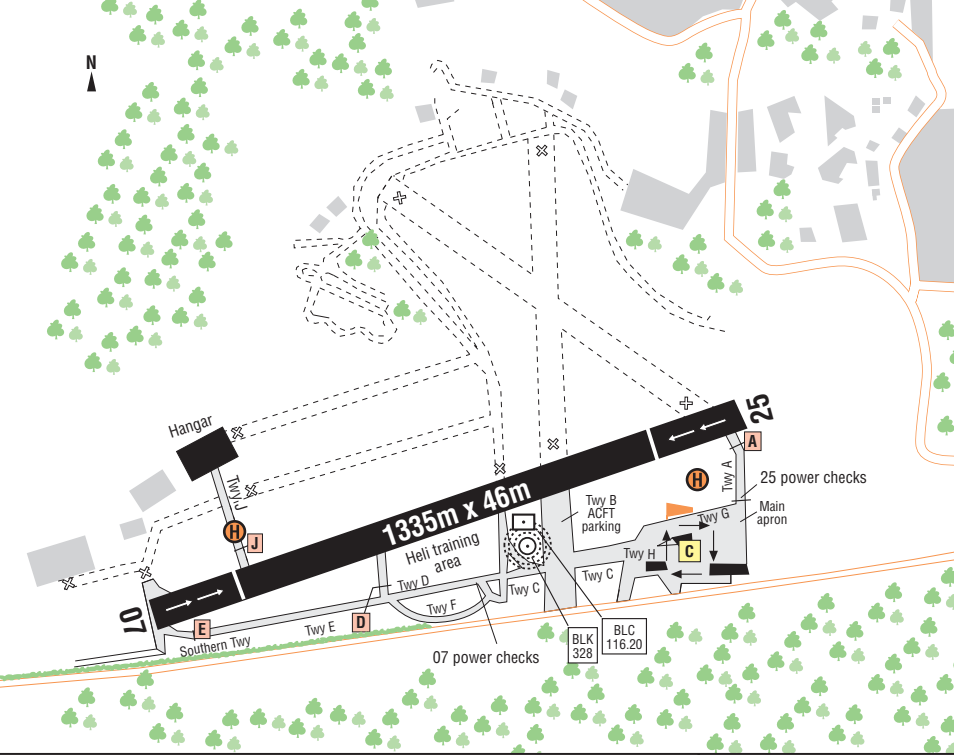 N
Hangar
Twy J
H
J
1335m x 46m
25
A
Twy A
H
25 power checks
Main
apron
Twy G
Twy B
ACFT
parking
Heli training
area
Twy H
C
Twy D
Twy C
Twy C
Twy F
07
E
Southern Twy
Twy E
D
07 power checks
BLK
328
BLC
116.20